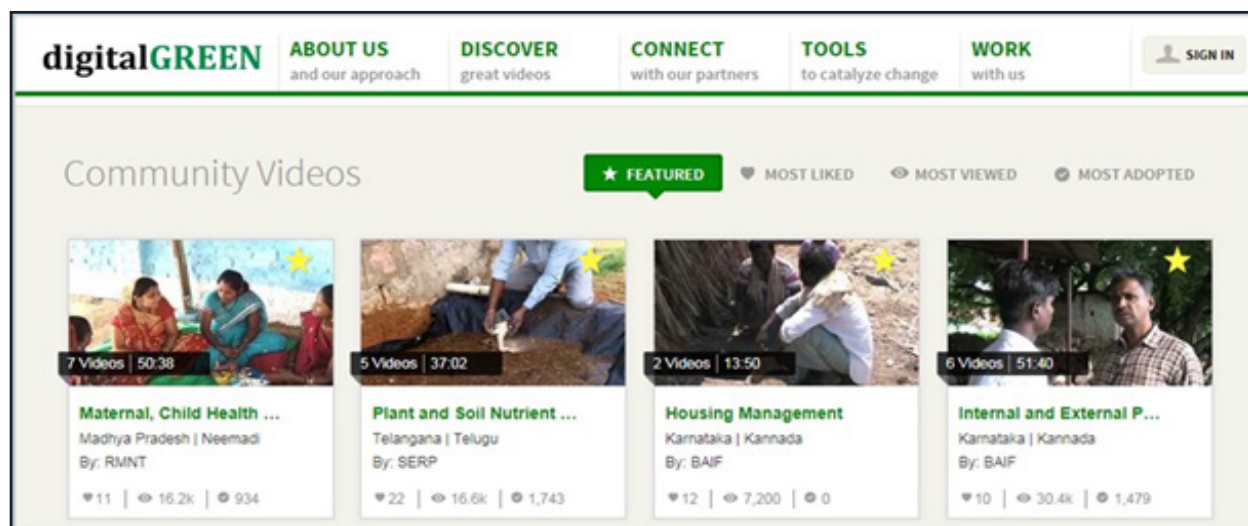 digitalGREEN
ABOUT US
and our approach
DISCOVER
great videos
CONNECT
with our partners
TOOLS
to catalyze change
WORK
with us
SIGN IN
Community Videos
FEATURED
MOST LIKED
MOST VIEWED
MOST ADOPTED
7 Videos | 50:38
Maternal, Child Health ...
Madhya Pradesh | Neemadi
By: RMNT
11 | 16.2k | 934
5 Videos | 37:02
Plant and Soil Nutrient ...
Telangana | Telugu
By: SERP
22 | 16.6k | 1,743
2 Videos | 13:50
Housing Management
Karnataka | Kannada
By: BAIF
12 | 7,200 | 0
6 Videos | 51:40
Internal and External P...
Karnataka | Kannada
By: BAIF
10 | 30.4k | 1,479